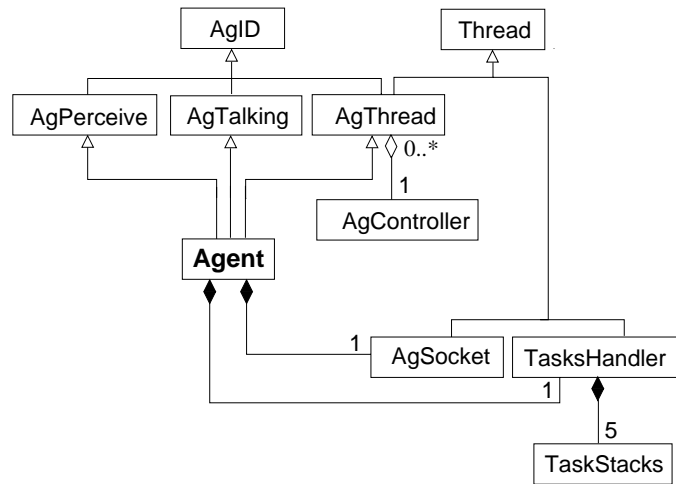 AgID
Thread
AgPerceive
AgTalking
AgThread
0..*
1
AgController
Agent
1
AgSocket
TasksHandler
1
5
TaskStacks